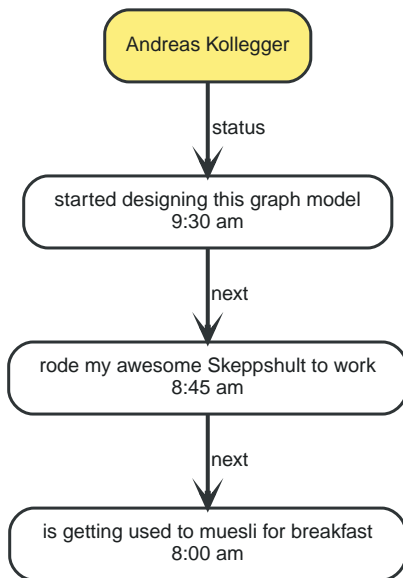 Andreas Kollegger
status
started designing this graph model
9:30 am
next
rode my awesome Skeppshult to work
8:45 am
next
is getting used to muesli for breakfast
8:00 am